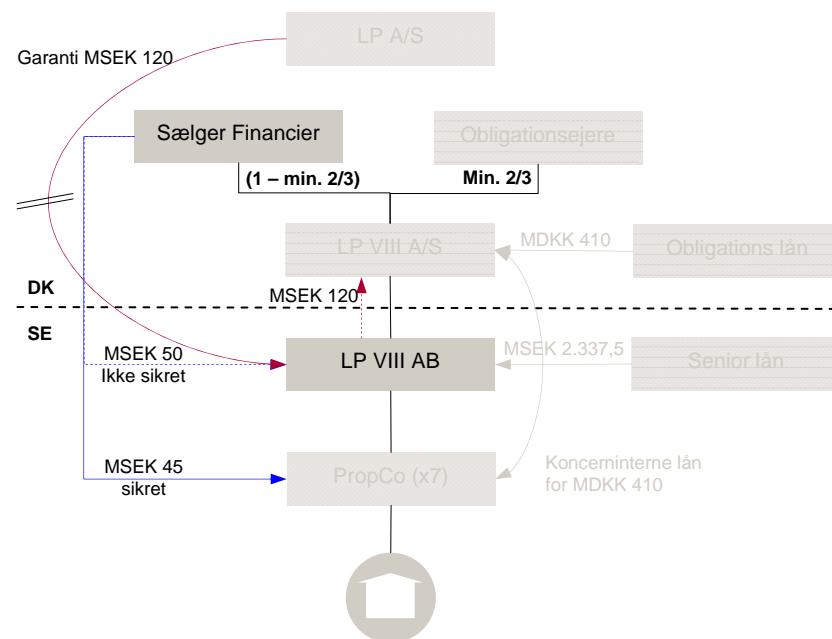 LP A/S
Garanti MSEK 120
Sælger Financier
Obligationsejere
(1 – min. 2/3)
Min. 2/3
LP VIII A/S
MDKK 410
Obligations lån
DK
MSEK 120
SE
MSEK 50
Ikke sikret
LP VIII AB
MSEK 2.337,5
Senior lån
MSEK 45
sikret
PropCo (x7)
Koncerninterne lån
for MDKK 410